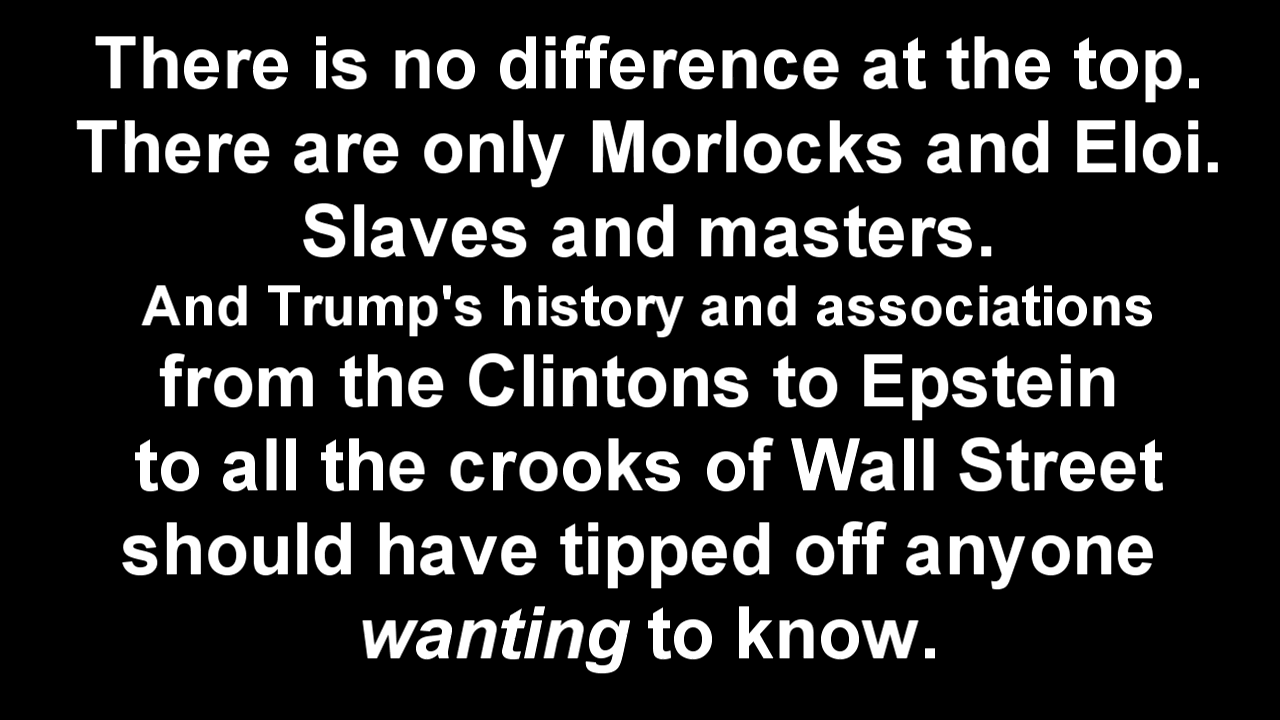 There is no difference at the top.
There are only Morlocks and Eloi.
Slaves and masters.
And Trump's history and associations
from the Clintons to Epstein
to all the crooks of Wall Street
should have tipped off anyone
wanting to know.